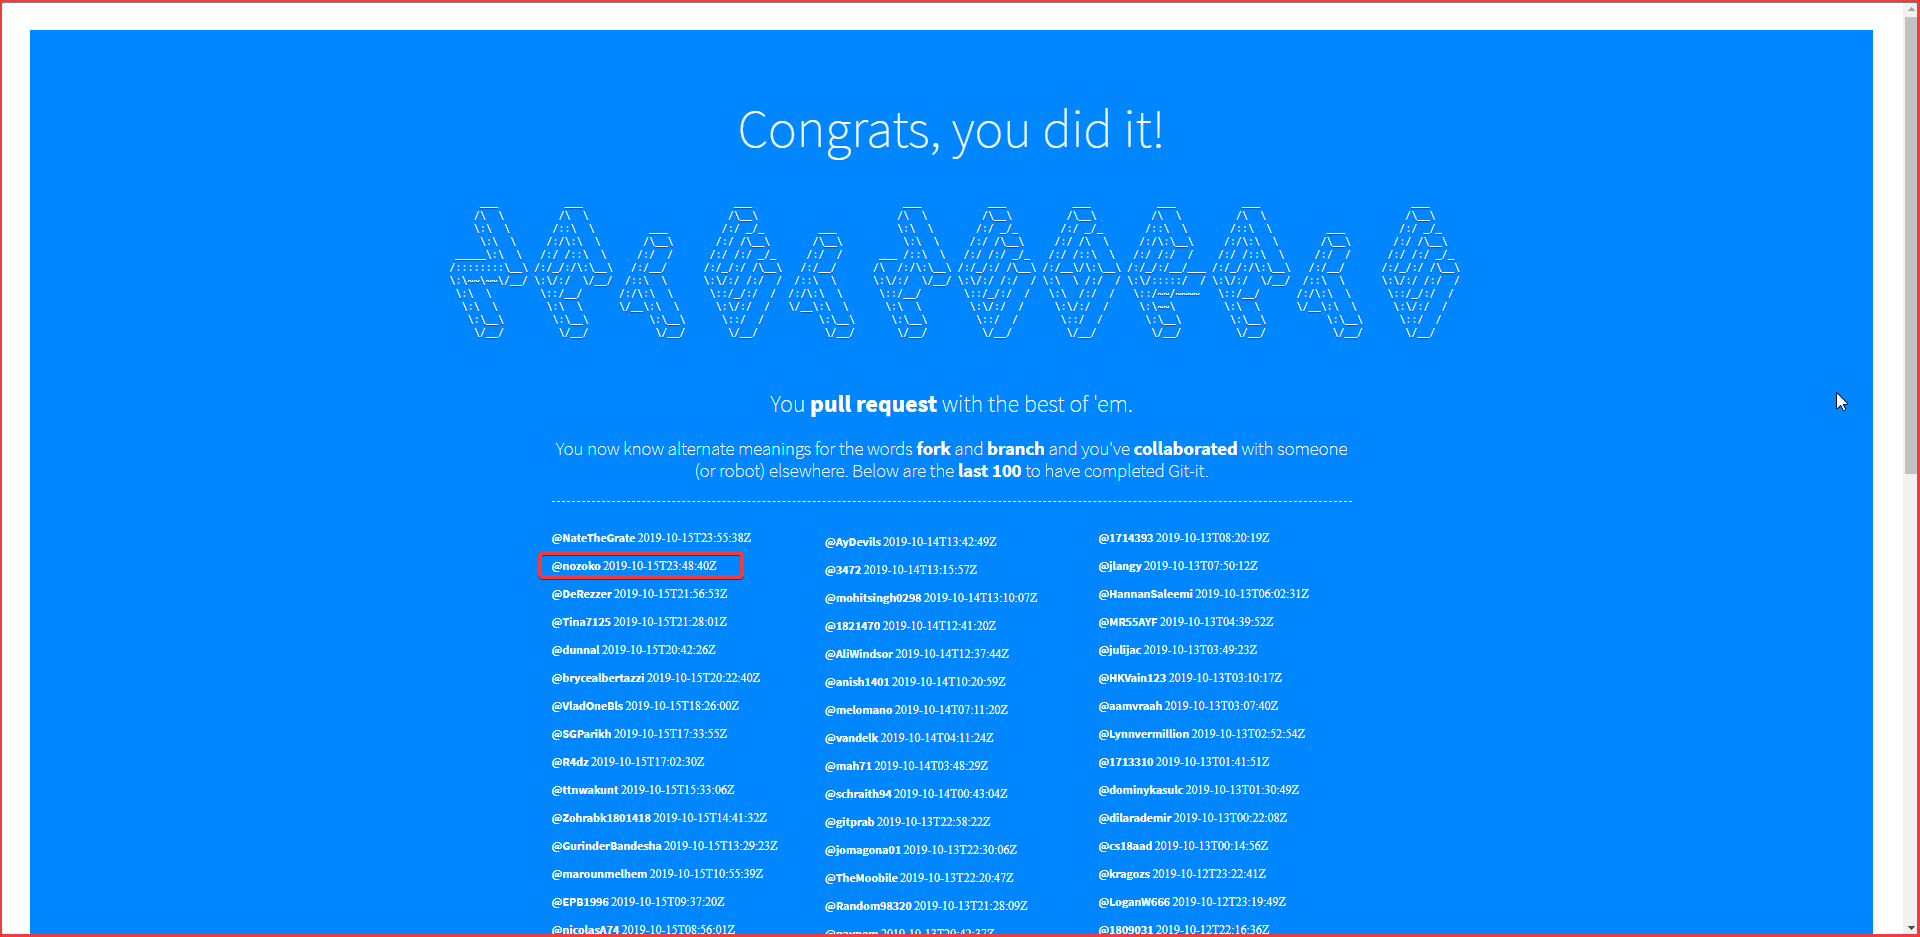 Congrats, you did it!
You pull request with the best of 'em.
You now know alternate meanings for the words fork and branch and you've collaborated with someone
(or robot) elsewhere. Below are the last 100 to have completed Git-it.
@NateTheGrate 2019-10-15T23:55:38Z
@nozoko 2019-10-15T23:48:40Z
@DeRezzer 2019-10-15T21:56:53Z
@Tina7125 2019-10-15T21:28:01Z
@dunnal 2019-10-15T20:42:26Z
@brycealbertazzi 2019-10-15T20:22:40Z
@VladOneBls 2019-10-15T18:26:00Z
@SGParikh 2019-10-15T17:33:55Z
@R4dz 2019-10-15T17:02:30Z
@ttnwakunt 2019-10-15T15:33:06Z
@Zohrabk1801418 2019-10-15T14:41:32Z
@GurinderBandesha 2019-10-15T13:29:23Z
@marounmelhem 2019-10-15T10:55:39Z
@EPB1996 2019-10-15T09:37:20Z
@nicolasA74 2019-10-15T08:56:01Z
@AyDevils 2019-10-14T13:42:49Z
@3472 2019-10-14T13:15:57Z
@mohitsingh0298 2019-10-14T13:10:07Z
@1821470 2019-10-14T12:41:20Z
@AliWindsor 2019-10-14T12:37:44Z
@anish1401 2019-10-14T10:20:59Z
@melomano 2019-10-14T07:11:20Z
@vandelk 2019-10-14T04:11:24Z
@mah71 2019-10-14T03:48:29Z
@schraith94 2019-10-14T00:43:04Z
@gitprab 2019-10-13T22:58:22Z
@jomagona01 2019-10-13T22:30:06Z
@TheMoobile 2019-10-13T22:20:47Z
@Random98320 2019-10-13T21:28:09Z
2019-10-13T20:42:37Z
@1714393 2019-10-13T08:20:19Z
@jlangy 2019-10-13T07:50:12Z
@HannanSaleemi 2019-10-13T06:02:31Z
@MR55AYF 2019-10-13T04:39:52Z
@julijac 2019-10-13T03:49:23Z
@HKVain123 2019-10-13T03:10:17Z
@aamvraah 2019-10-13T03:07:40Z
@Lynnvermillion 2019-10-13T02:52:54Z
@1713310 2019-10-13T01:41:51Z
@dominykasulc 2019-10-13T01:30:49Z
@dilarademir 2019-10-13T00:22:08Z
@cs18aad 2019-10-13T00:14:56Z
@kragozs 2019-10-12T23:22:41Z
@LoganW666 2019-10-12T23:19:49Z
@1809031 2019-10-12T22:16:36Z